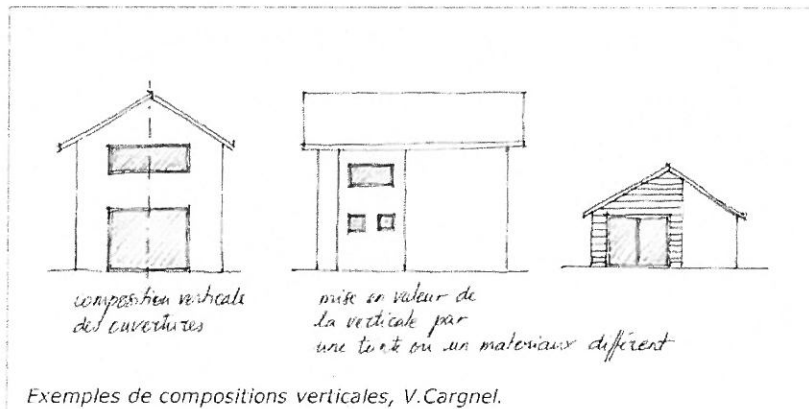 composition verticale
des ouvertures
mise en valeur de
la verticale par
une teinte ou un materiaux différent
Exemples de compositions verticales, V.Cargnel.